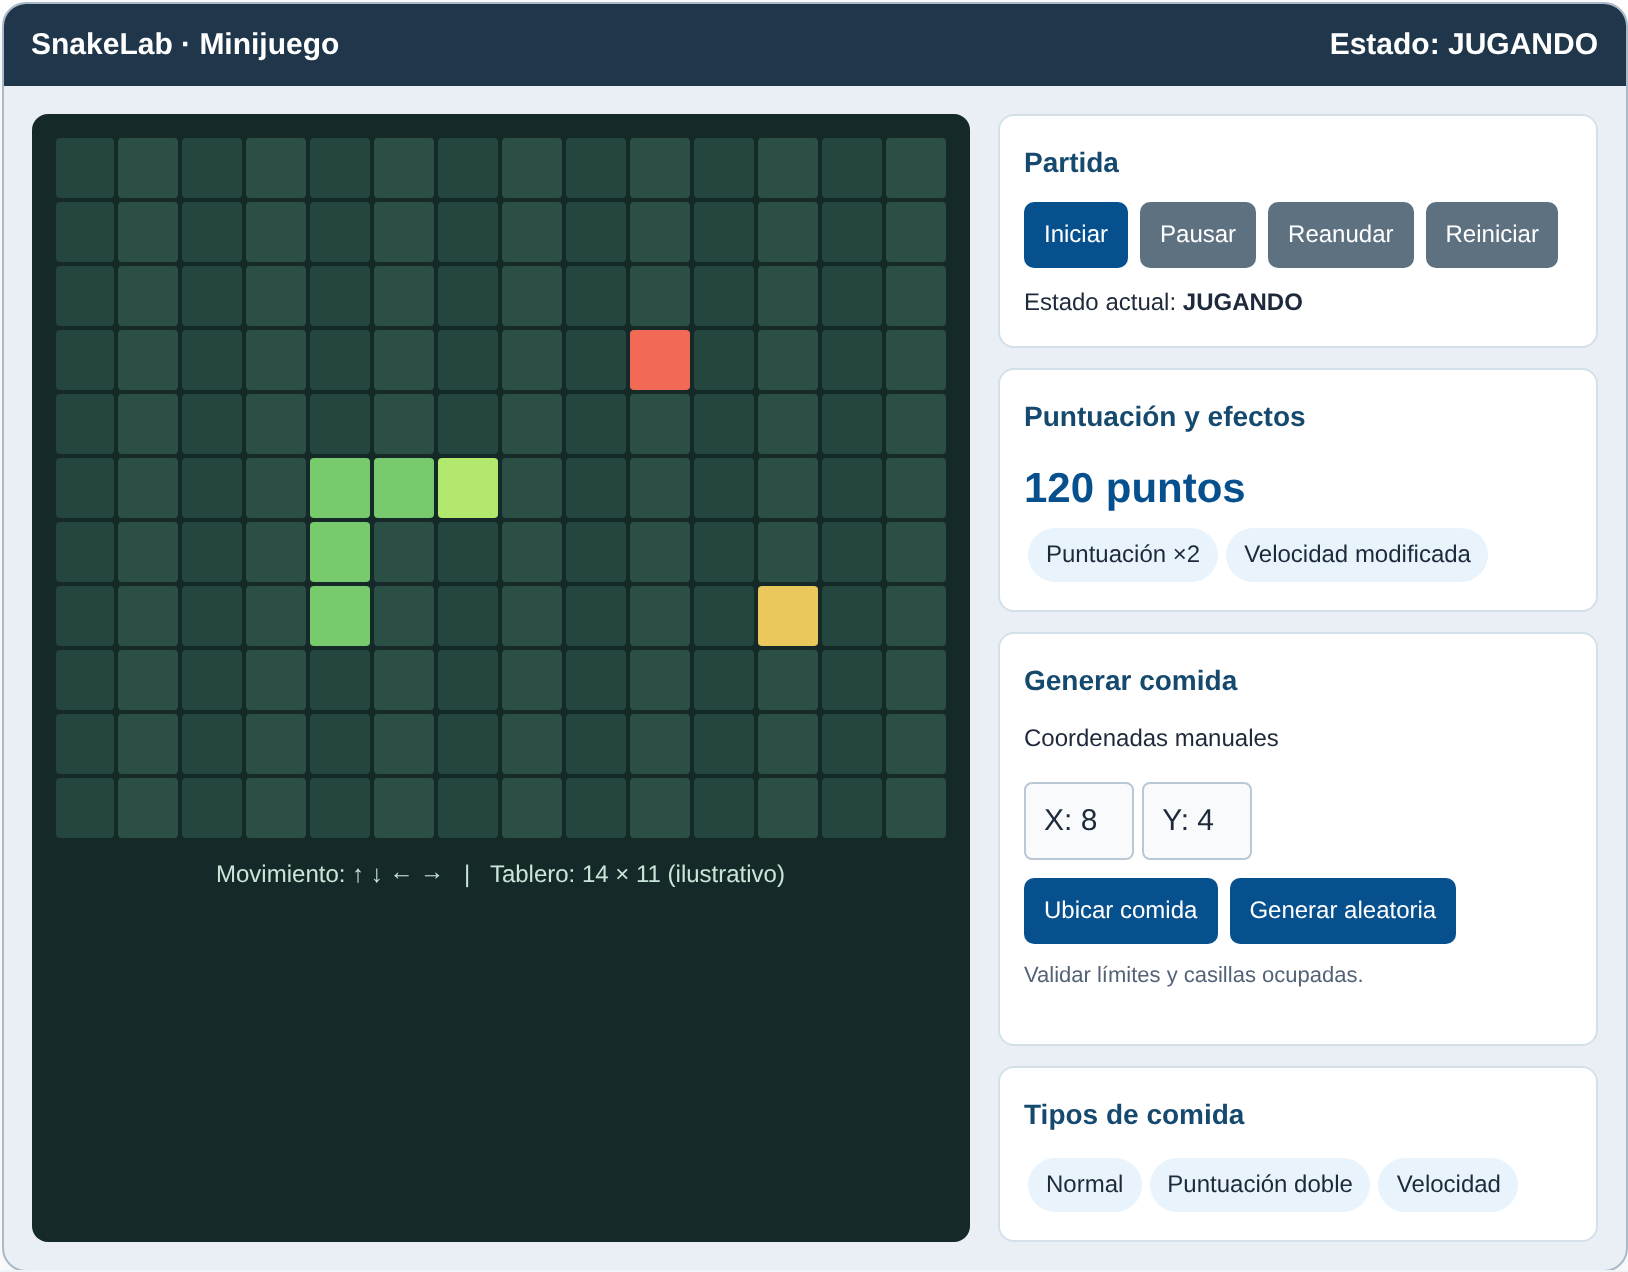 SnakeLab · Minijuego
Estado: JUGANDO
Movimiento: ↑ ↓ ← → | Tablero: 14 × 11 (ilustrativo)
Partida
Iniciar
Pausar
Reanudar
Reiniciar
Estado actual: JUGANDO
Puntuación y efectos
120 puntos
Puntuación ×2
Velocidad modificada
Generar comida
Coordenadas manuales
X: 8
Y: 4
Ubicar comida
Generar aleatoria
Validar límites y casillas ocupadas.
Tipos de comida
Normal
Puntuación doble
Velocidad